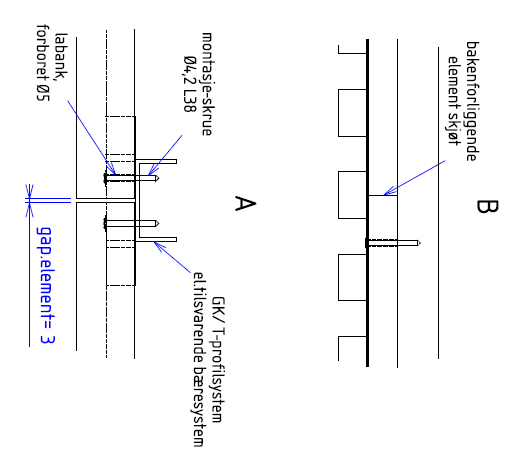 bakenforliggende
element skjøt
B
montasje-skrue
Ø4,2 L38
labank,
forboret Ø5
A
gap.element= 3
GK/ T-profilsystem
el.tilsvarende bæresystem